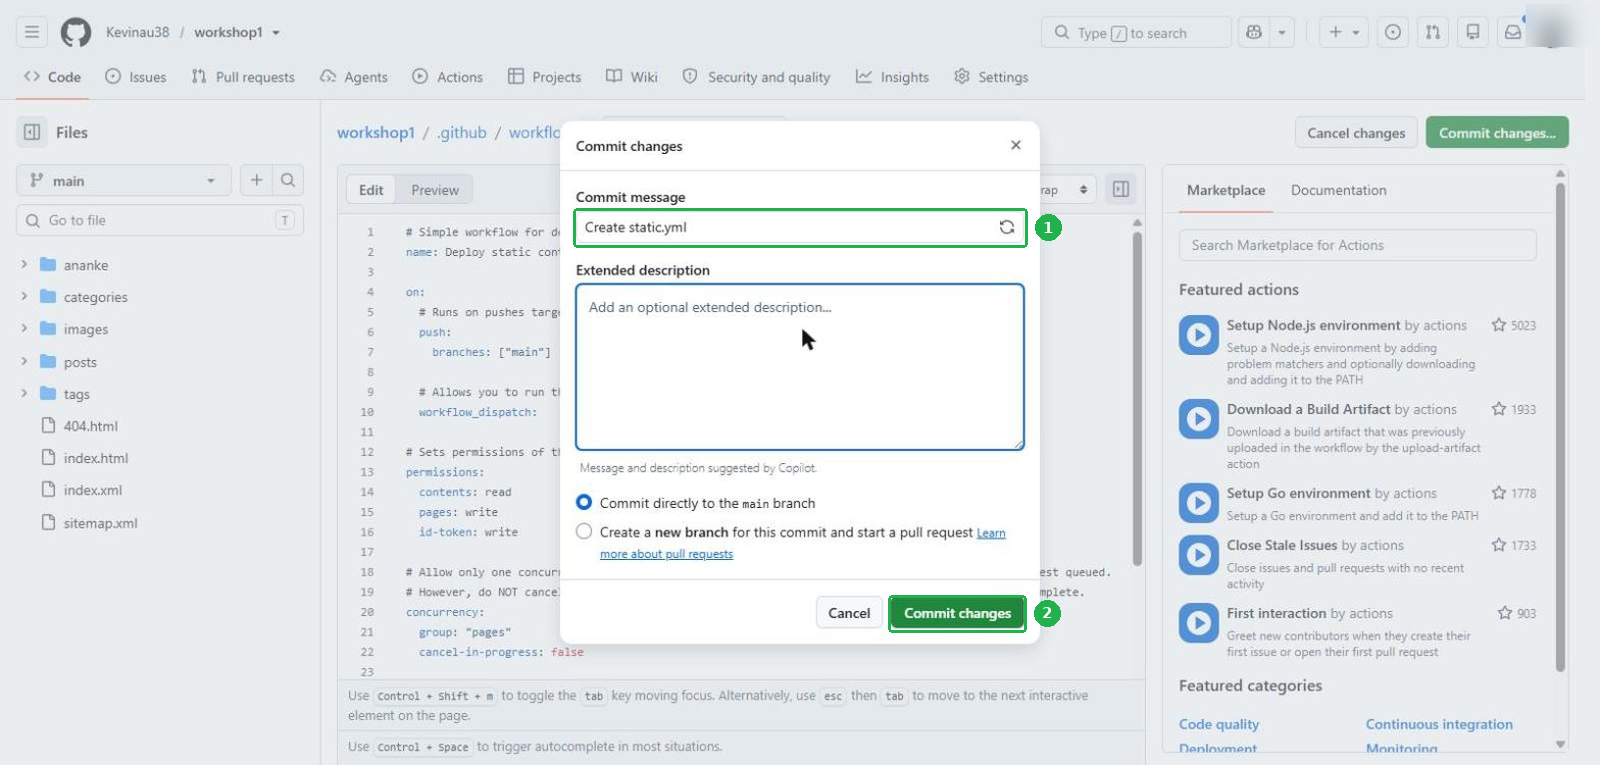 Kevinau38 / workshop1
Type / to search
Code Issues Pull requests Agents Actions Projects Wiki Security and quality Insights Settings
Files
main
Go to file T
ananke
categories
images
posts
tags
404.html
index.html
index.xml
sitemap.xml
workshop1 / .github / workflo
Cancel changes Commit changes...
Edit Preview
rap
1 # Simple workflow for de
2 name: Deploy static con
3
4 on:
5 # Runs on pushes targe
6 push:
7 branches: ["main"]
8
9 # Allows you to run th
10 workflow_dispatch:
11
12 # Sets permissions of th
13 permissions:
14 contents: read
15 pages: write
16 id-token: write
17
18 # Allow only one concurr est queued.
19 # However, do NOT cancel mplete.
20 concurrency:
21 group: "pages"
22 cancel-in-progress: false
23
Use Control + Shift + m to toggle the tab key moving focus. Alternatively, use esc then tab to move to the next interactive
element on the page.
Use Control + Space to trigger autocomplete in most situations.
Commit changes
Commit message
Create static.yml
1
Extended description
Add an optional extended description...
Message and description suggested by Copilot.
Commit directly to the main branch
Create a new branch for this commit and start a pull request Learn
more about pull requests
Cancel Commit changes
2
Marketplace Documentation
Search Marketplace for Actions
Featured actions
Setup Node.js environment by actions 5023
Setup a Node.js environment by adding
problem matchers and optionally downloading
and adding it to the PATH
Download a Build Artifact by actions 1933
Download a build artifact that was previously
uploaded in the workflow by the upload-artifact
action
Setup Go environment by actions 1778
Setup a Go environment and add it to the PATH
Close Stale Issues by actions 1733
Close issues and pull requests with no recent
activity
First interaction by actions 903
Greet new contributors when they create their
first issue or open their first pull request
Featured categories
Code quality Continuous integration
Deployment Monitoring